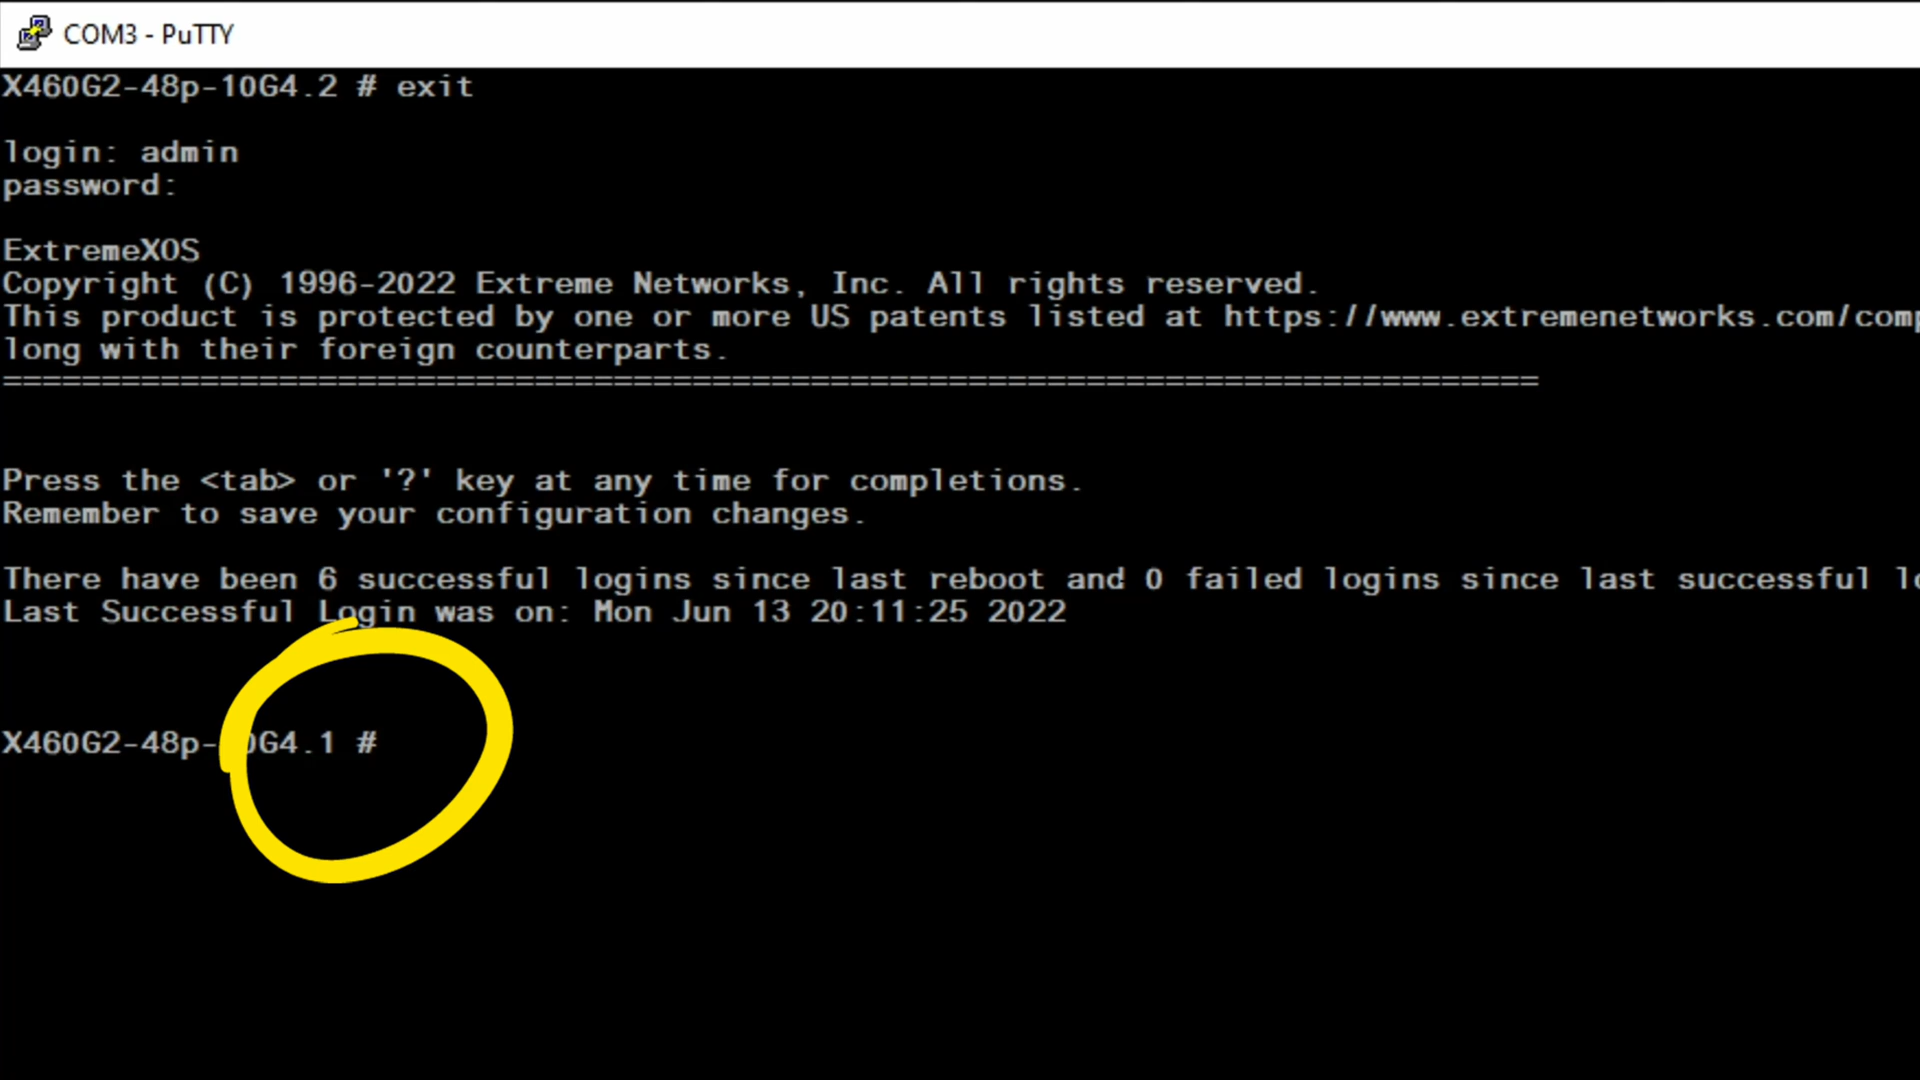 COM3 - PuTTY
X460G2-48p-10G4.2 # exit
login: admin
password:
ExtremeXOS
Copyright (C) 1996-2022 Extreme Networks, Inc. All rights reserved.
This product is protected by one or more US patents listed at https://www.extremenetworks.com/comp
long with their foreign counterparts.
==============================================================================
Press the <tab> or '?' key at any time for completions.
Remember to save your configuration changes.
There have been 6 successful logins since last reboot and 0 failed logins since last successful lo
Last Successful Login was on: Mon Jun 13 20:11:25 2022
X460G2-48p-10G4.1 #